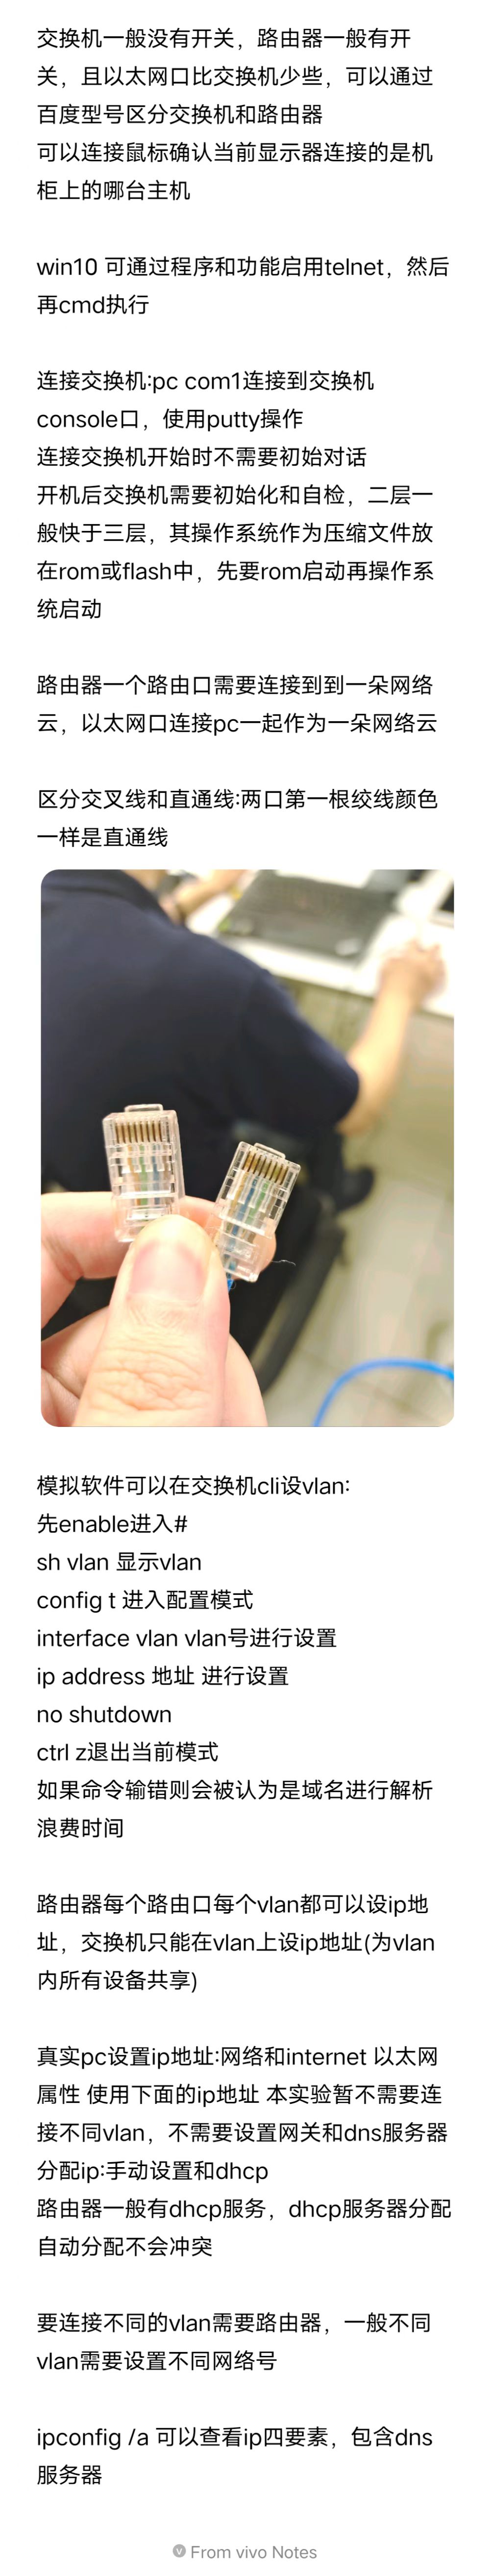 交换机一般没有开关，路由器一般有开
关，且以太网口比交换机少些，可以通过
百度型号区分交换机和路由器
可以连接鼠标确认当前显示器连接的是机
柜上的哪台主机
win10 可通过程序和功能启用telnet，然后
再cmd执行
连接交换机:pc com1连接到交换机
console口，使用putty操作
连接交换机开始时不需要初始对话
开机后交换机需要初始化和自检，二层一
般快于三层，其操作系统作为压缩文件放
在rom或flash中，先要rom启动再操作系
统启动
路由器一个路由口需要连接到到一朵网络
云，以太网口连接pc一起作为一朵网络云
区分交叉线和直通线:两口第一根绞线颜色
一样是直通线
模拟软件可以在交换机cli设vlan:
先enable进入#
sh vlan 显示vlan
config t 进入配置模式
interface vlan vlan号进行设置
ip address 地址 进行设置
no shutdown
ctrl z退出当前模式
如果命令输错则会被认为是域名进行解析
浪费时间
路由器每个路由口每个vlan都可以设ip地
址，交换机只能在vlan上设ip地址(为vlan
内所有设备共享)
真实pc设置ip地址:网络和internet 以太网
属性 使用下面的ip地址 本实验暂不需要连
接不同vlan，不需要设置网关和dns服务器
分配ip:手动设置和dhcp
路由器一般有dhcp服务，dhcp服务器分配
自动分配不会冲突
要连接不同的vlan需要路由器，一般不同
vlan需要设置不同网络号
ipconfig /a 可以查看ip四要素，包含dns
服务器
From vivo Notes